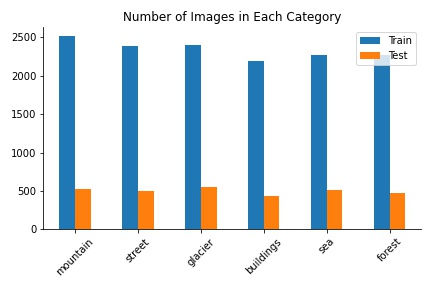 Number of Images in Each Category
Train
Test
2500
2000
1500
1000
500
0
mountain
street
glacier
buildings
sea
forest